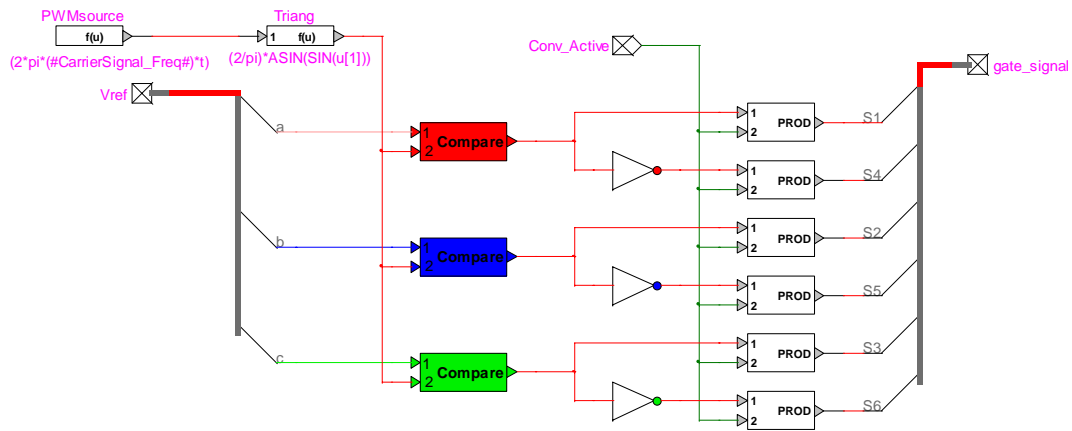 PWMsource
Triang
f(u)
1 f(u)
Conv_Active
(2*pi*(#CarrierSignal_Freq#)*t)
(2/pi)*ASIN(SIN(u[1]))
gate_signal
Vref
a
1
2
Compare
1
2
PROD
S1
1
2
PROD
S4
b
1
2
Compare
1
2
PROD
S2
1
2
PROD
S5
c
1
2
Compare
1
2
PROD
S3
1
2
PROD
S6